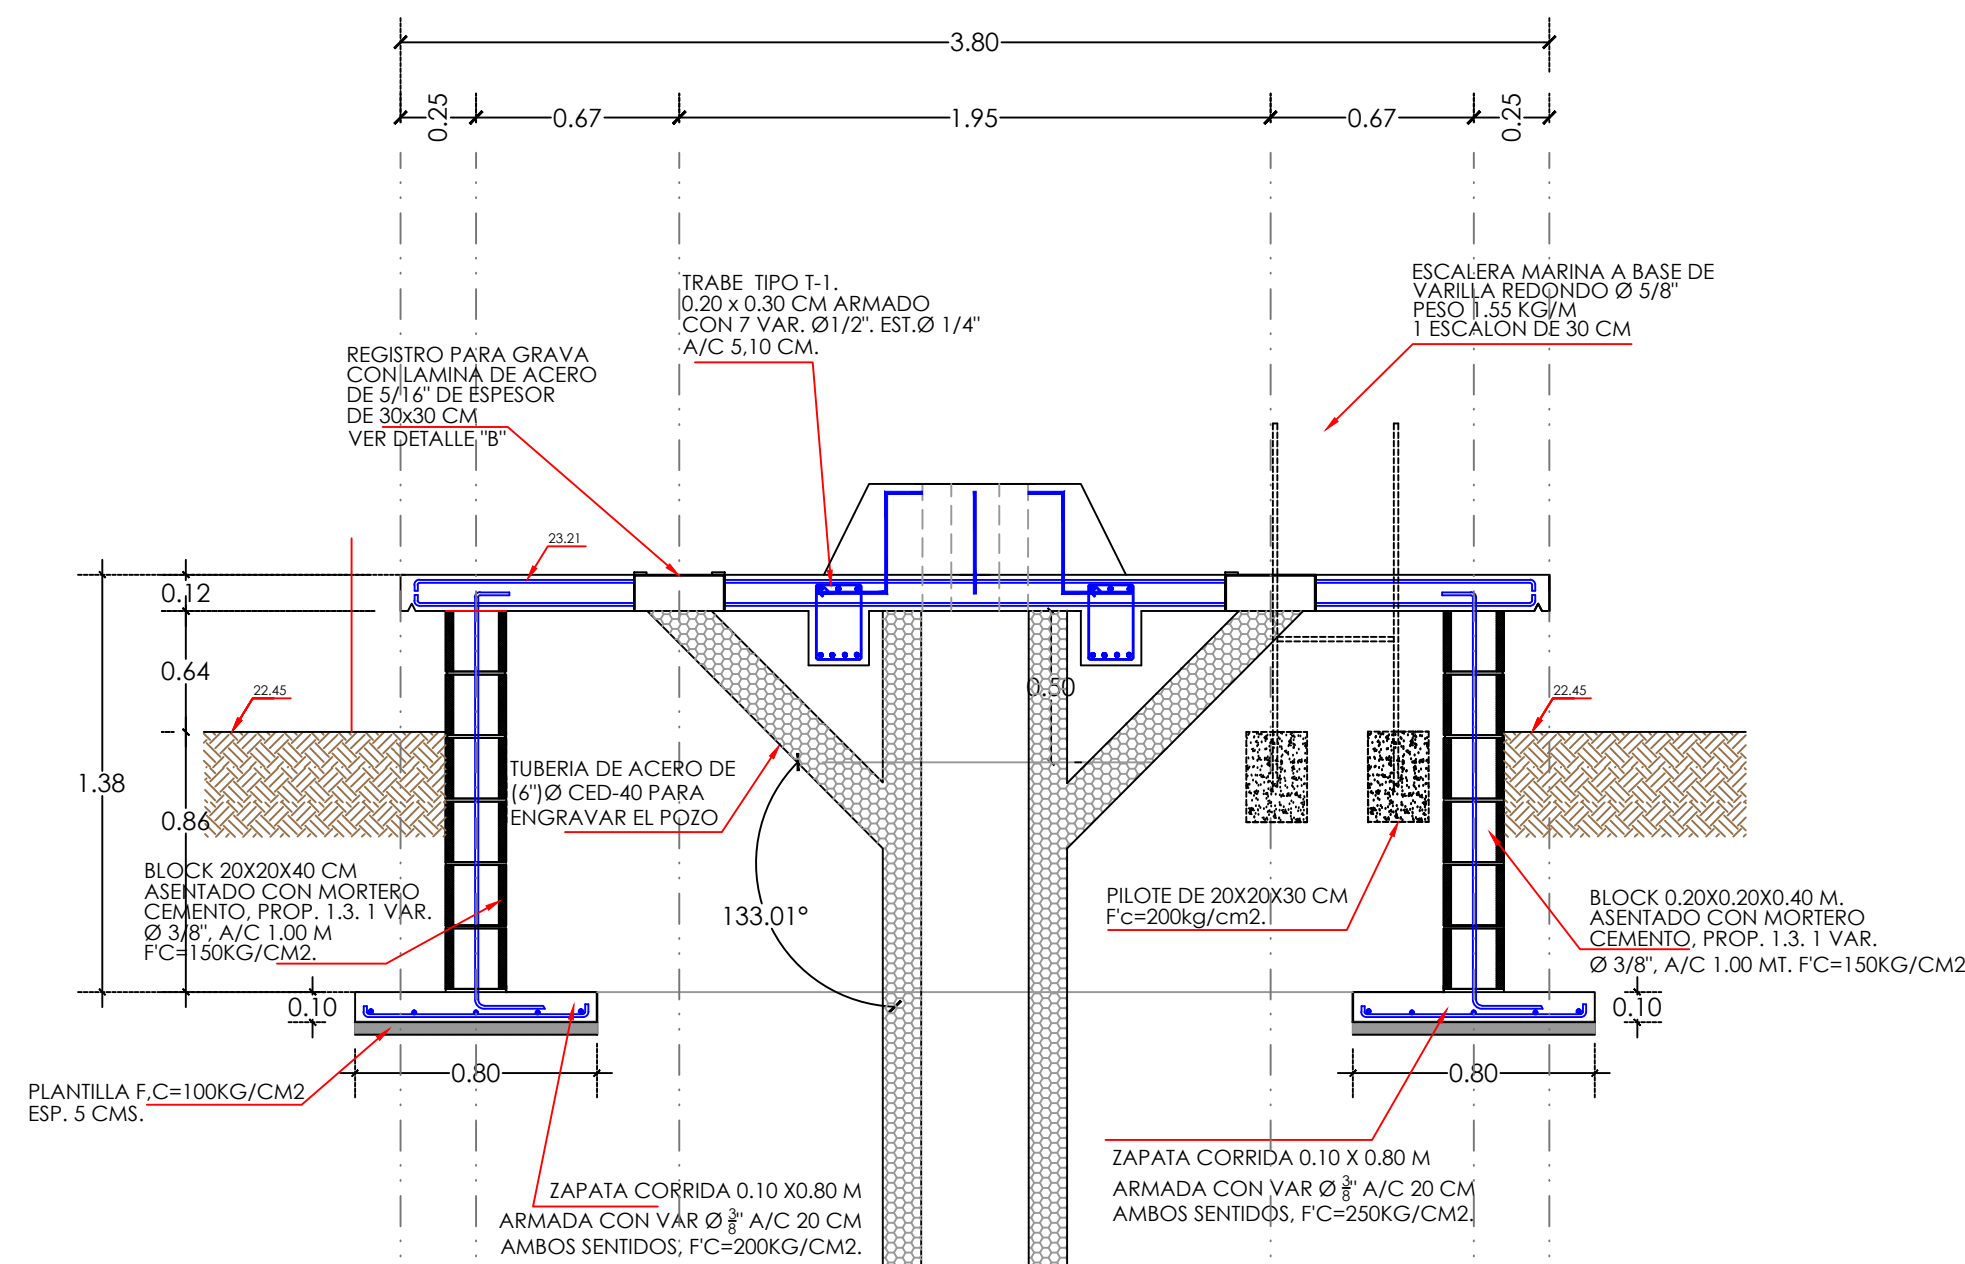 3.80
0.25
0.67
1.95
0.67
0.25
TRABE TIPO T-1.
0.20 x 0.30 CM ARMADO
CON 7 VAR. Ø1/2". EST.Ø 1/4"
A/C 5,10 CM.
ESCALERA MARINA A BASE DE
VARILLA REDONDO Ø 5/8"
PESO 1.55 KG/M
1 ESCALON DE 30 CM
REGISTRO PARA GRAVA
CON LAMINA DE ACERO
DE 5/16" DE ESPESOR
DE 30x30 CM
VER DETALLE "B"
23.21
0.12
0.64
22.45
0.50
22.45
1.38
0.86
TUBERIA DE ACERO DE
(6")Ø CED-40 PARA
ENGRAVAR EL POZO
BLOCK 20X20X40 CM
ASENTADO CON MORTERO
CEMENTO, PROP. 1.3. 1 VAR.
Ø 3/8", A/C 1.00 M
F'C=150KG/CM2.
133.01°
PILOTE DE 20X20X30 CM
F'c=200kg/cm2.
BLOCK 0.20X0.20X0.40 M.
ASENTADO CON MORTERO
CEMENTO, PROP. 1.3. 1 VAR.
Ø 3/8", A/C 1.00 MT. F'C=150KG/CM2
0.10
0.10
0.80
0.80
PLANTILLA F,C=100KG/CM2
ESP. 5 CMS.
ZAPATA CORRIDA 0.10 X0.80 M
ARMADA CON VAR Ø 3/8" A/C 20 CM
AMBOS SENTIDOS, F'C=200KG/CM2.
ZAPATA CORRIDA 0.10 X 0.80 M
ARMADA CON VAR Ø 3/8" A/C 20 CM
AMBOS SENTIDOS, F'C=250KG/CM2.